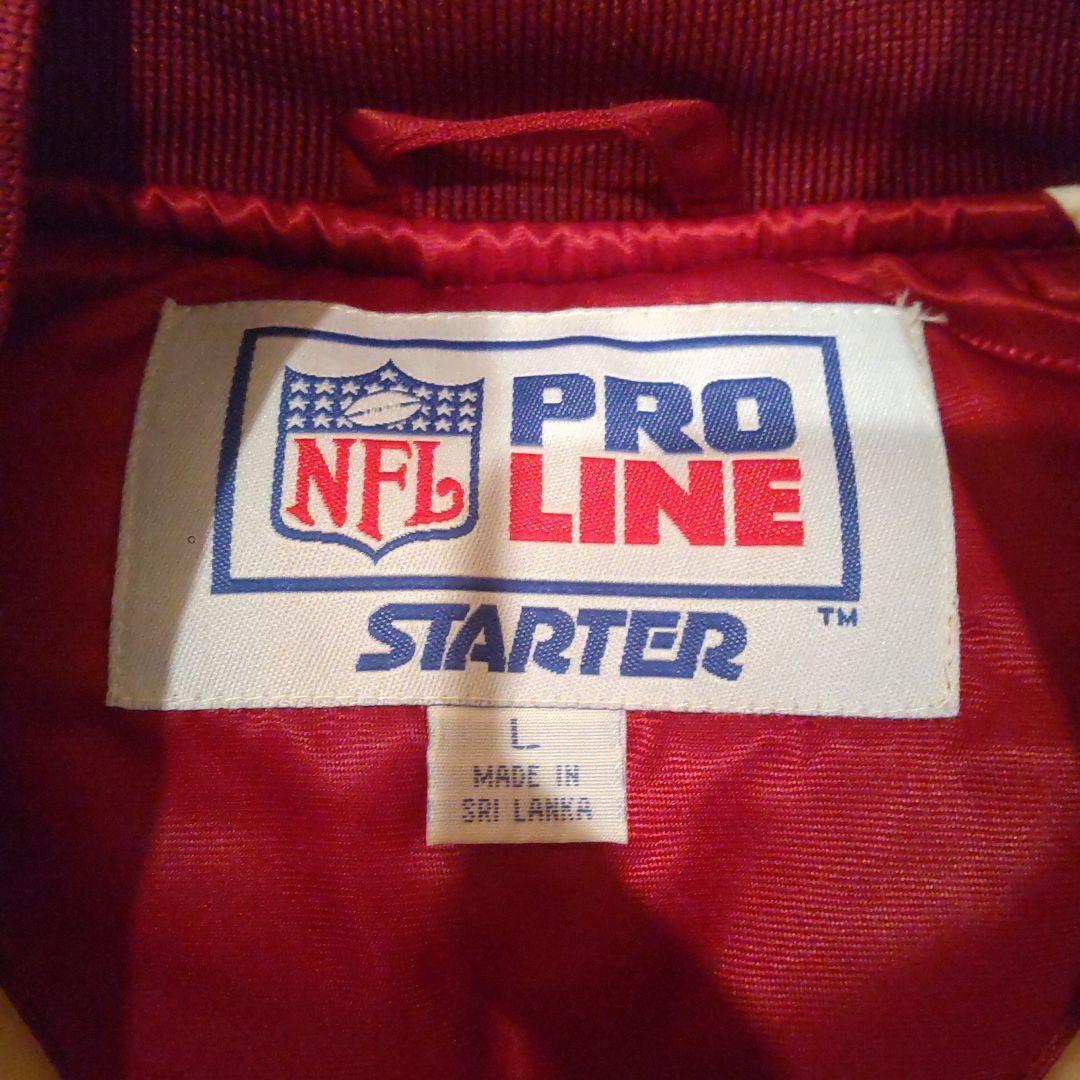 NFL
PRO
LINE
STARTER
TM
L
MADE IN
SRI LANKA